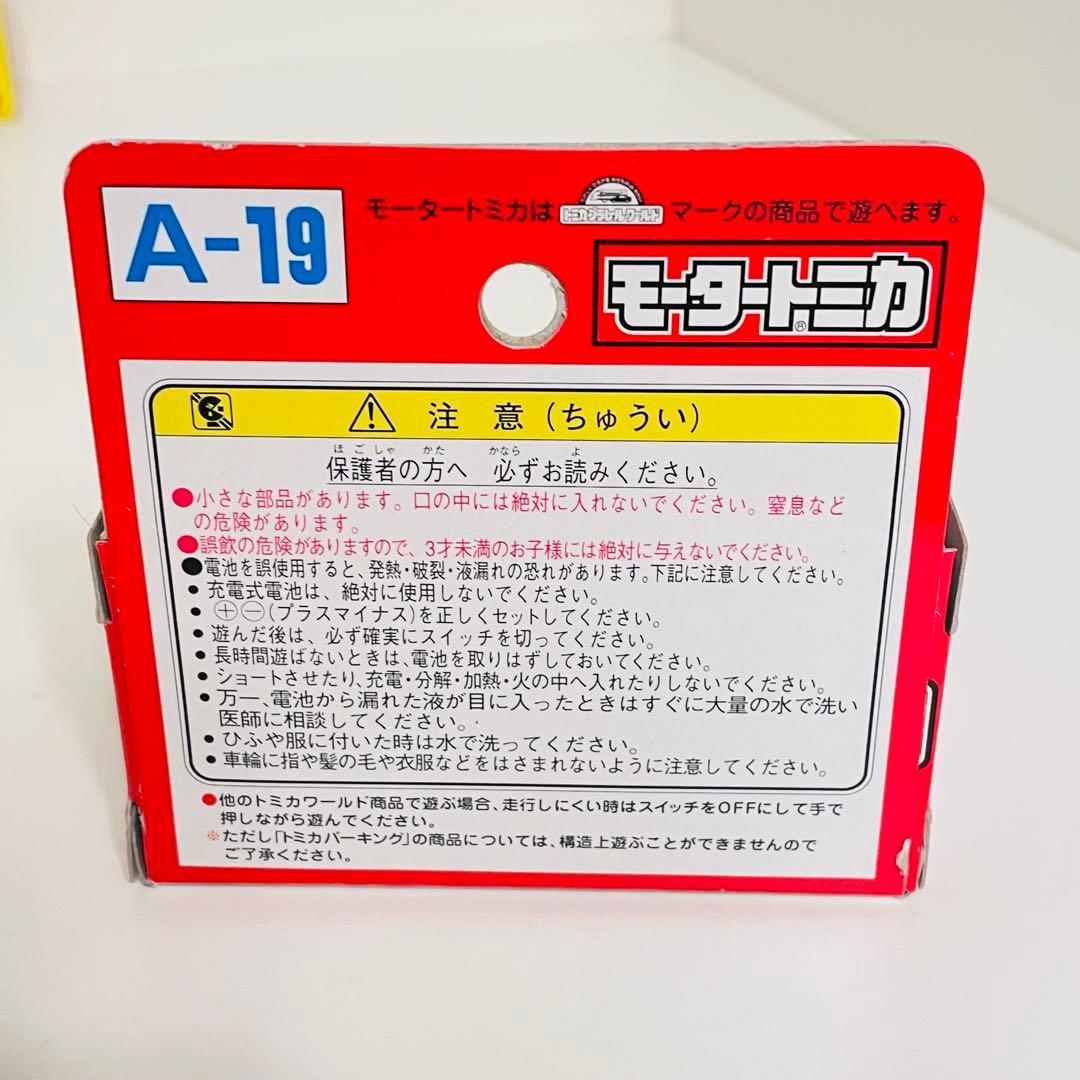 A-19
モータートミカは トミカプラレルワールド マークの商品で遊べます。
モータートミカ®
注 意(ちゅうい)
ほごしゃ かた かなら よ
保護者の方へ 必ずお読みください。
●小さな部品があります。口の中には絶対に入れないでください。窒息など
の危険があります。
●誤飲の危険がありますので、3才未満のお子様には絶対に与えないでください。
●電池を誤使用すると、発熱・破裂・液漏れの恐れがあります。下記に注意してください。
• 充電式電池は、絶対に使用しないでください。
• ⊕⊖(プラスマイナス)を正しくセットしてください。
• 遊んだ後は、必ず確実にスイッチを切ってください。
• 長時間遊ばないときは、電池を取りはずしておいてください。
• ショートさせたり、充電・分解・加熱・火の中へ入れたりしないでください。
• 万一、電池から漏れた液が目に入ったときはすぐに大量の水で洗い
医師に相談してください。
• ひふや服に付いた時は水で洗ってください。
• 車輪に指や髪の毛や衣服などをはさまれないように注意してください。
●他のトミカワールド商品で遊ぶ場合、走行しにくい時はスイッチをOFFにして手で
押しながら遊んでください。
※ただし「トミカパーキング」の商品については、構造上遊ぶことができませんので
ご了承ください。